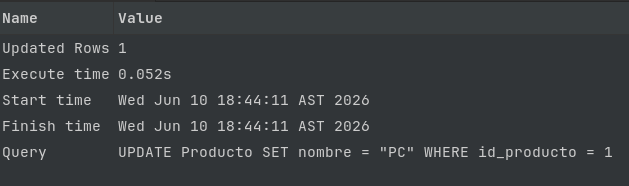 Name Value
Updated Rows 1
Execute time 0.052s
Start time Wed Jun 10 18:44:11 AST 2026
Finish time Wed Jun 10 18:44:11 AST 2026
Query UPDATE Producto SET nombre = "PC" WHERE id_producto = 1